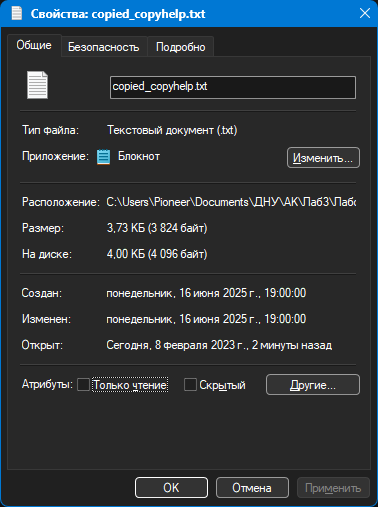 Свойства: copied_copyhelp.txt
Общие Безопасность Подробно
copied_copyhelp.txt
Тип файла: Текстовый документ (.txt)
Приложение: Блокнот Изменить...
Расположение: C:\Users\Pioneer\Documents\ДНУ\АК\Лаб3\Лабо
Размер: 3,73 КБ (3 824 байт)
На диске: 4,00 КБ (4 096 байт)
Создан: понедельник, 16 июня 2025 г., 19:00:00
Изменен: понедельник, 16 июня 2025 г., 19:00:00
Открыт: Сегодня, 8 февраля 2023 г., 2 минуты назад
Атрибуты: Только чтение Скрытый Другие...
OK Отмена Применить